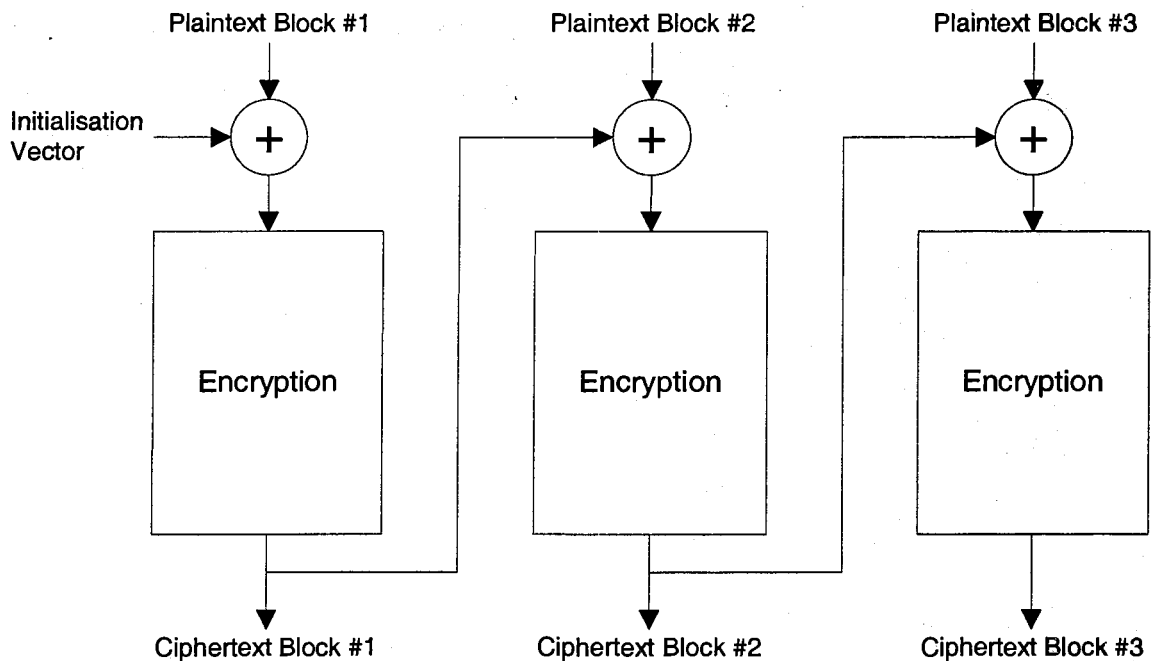 Plaintext Block #1
Plaintext Block #2
Plaintext Block #3
Initialisation
Vector
+
+
+
Encryption
Encryption
Encryption
Ciphertext Block #1
Ciphertext Block #2
Ciphertext Block #3